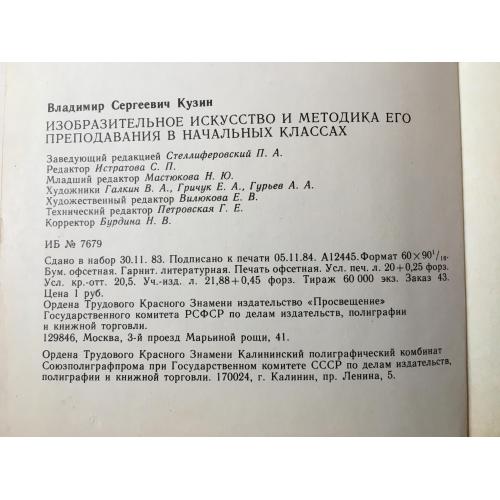 Владимир Сергеевич Кузин
ИЗОБРАЗИТЕЛЬНОЕ ИСКУССТВО И МЕТОДИКА ЕГО
ПРЕПОДАВАНИЯ В НАЧАЛЬНЫХ КЛАССАХ
Заведующий редакцией Стеллиферовский П. А.
Редактор Истратова С. П.
Младший редактор Мастюкова Н. Ю.
Художники Галкин В. А., Гричук Е. А., Гурьев А. А.
Художественный редактор Вилюкова Е. В.
Технический редактор Петровская Г. Е.
Корректор Бурдина Н. В.
ИБ № 7679
Сдано в набор 30.11. 83. Подписано к печати 05.11.84. А12445. Формат 60×90¹/₁₆.
Бум. офсетная. Гарнит. литературная. Печать офсетная. Усл. печ. л. 20+0,25 форз.
Усл. кр.-отт. 20,5. Уч.-изд. л. 21,88+0,45 форз. Тираж 60 000 экз. Заказ 43.
Цена 1 руб.
Ордена Трудового Красного Знамени издательство «Просвещение»
Государственного комитета РСФСР по делам издательств, полиграфии
и книжной торговли.
129846, Москва, 3-й проезд Марьиной рощи, 41.
Ордена Трудового Красного Знамени Калининский полиграфический комбинат
Союзполиграфпрома при Государственном комитете СССР по делам издательств,
полиграфии и книжной торговли. 170024, г. Калинин, пр. Ленина, 5.